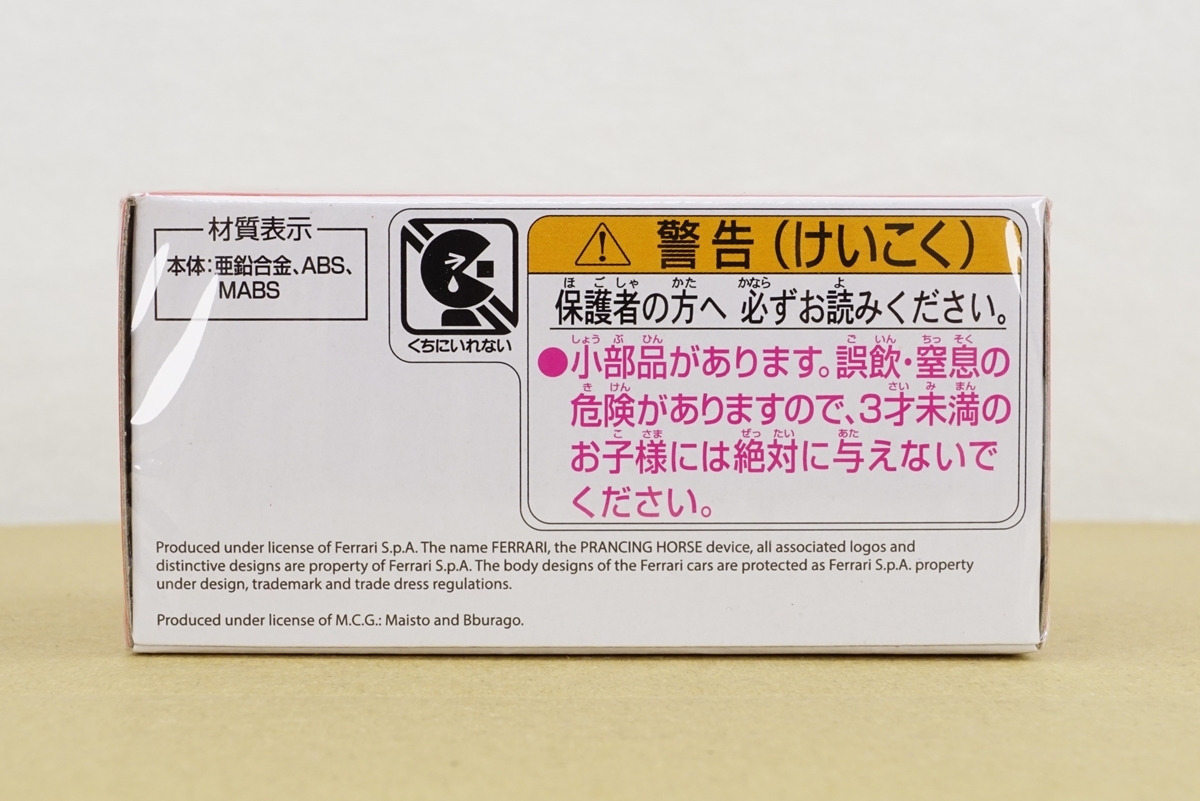 材質表示
本体:亜鉛合金、ABS、
MABS
くちにいれない
警告(けいこく)
ほごしゃ かた かなら よ
保護者の方へ 必ずお読みください。
しょうぶひん ごいん ちっそく
●小部品があります。誤飲・窒息の
きけん さいみまん
危険がありますので、3才未満の
こさま ぜったい あた
お子様には絶対に与えないで
ください。
Produced under license of Ferrari S.p.A. The name FERRARI, the PRANCING HORSE device, all associated logos and
distinctive designs are property of Ferrari S.p.A. The body designs of the Ferrari cars are protected as Ferrari S.p.A. property
under design, trademark and trade dress regulations.
Produced under license of M.C.G.: Maisto and Bburago.